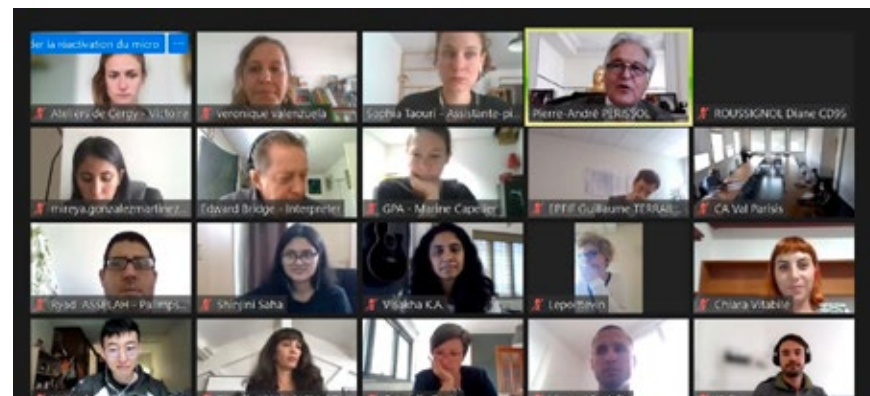 der la réactivation du micro ...
Ateliers de Cergy - Victoire
veronique valenzuela
Sophia Taouri - Assistante-pi...
Pierre-André PERISSOL
ROUSSIGNOL Diane CD95
mireya.gonzalezmartinez...
Edward Bridge - Interpreter
GPA - Marine Capelier
EPFIF Guillaume TERRAIL...
CA Val Parisis
Ryad ASSELAH - Palimps...
Shinjini Saha
Visakha K.A.
Lepoittevin
Chiara Vitabile